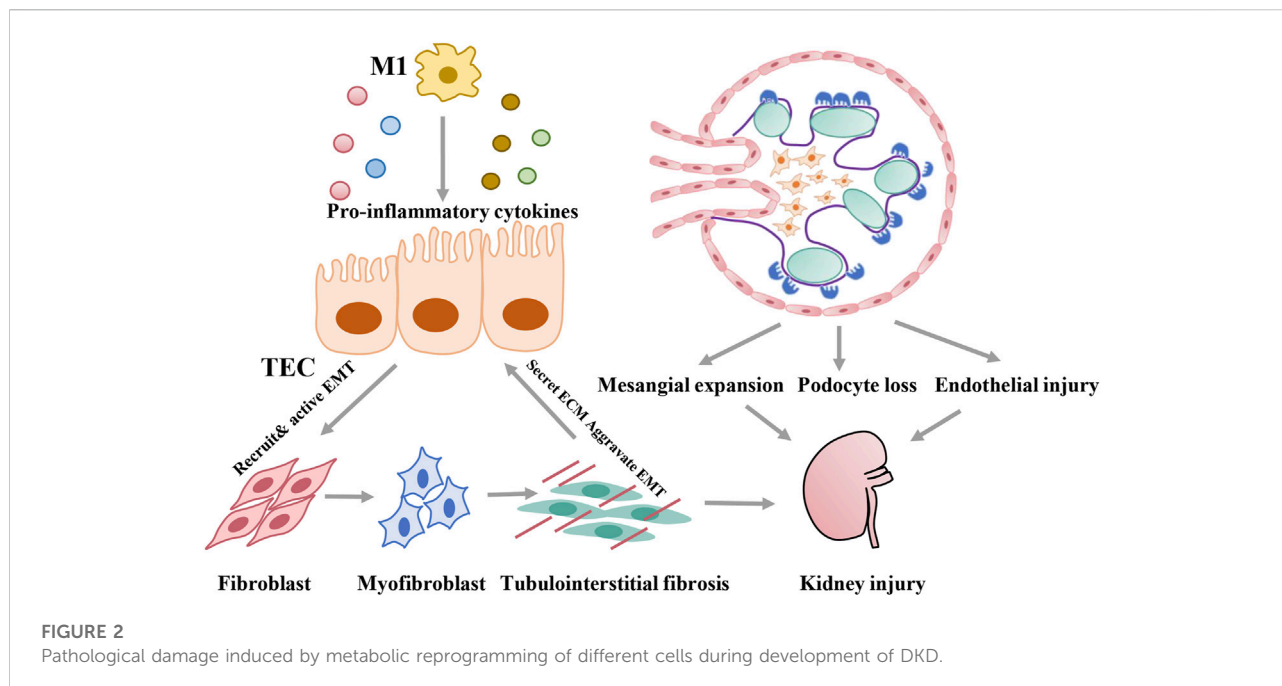 M1
Pro-inflammatory cytokines
TEC
Recruit& active EMT
Secret ECM Aggravate EMT
Mesangial expansion
Podocyte loss
Endothelial injury
Fibroblast
Myofibroblast
Tubulointerstitial fibrosis
Kidney injury
FIGURE 2
Pathological damage induced by metabolic reprogramming of different cells during development of DKD.